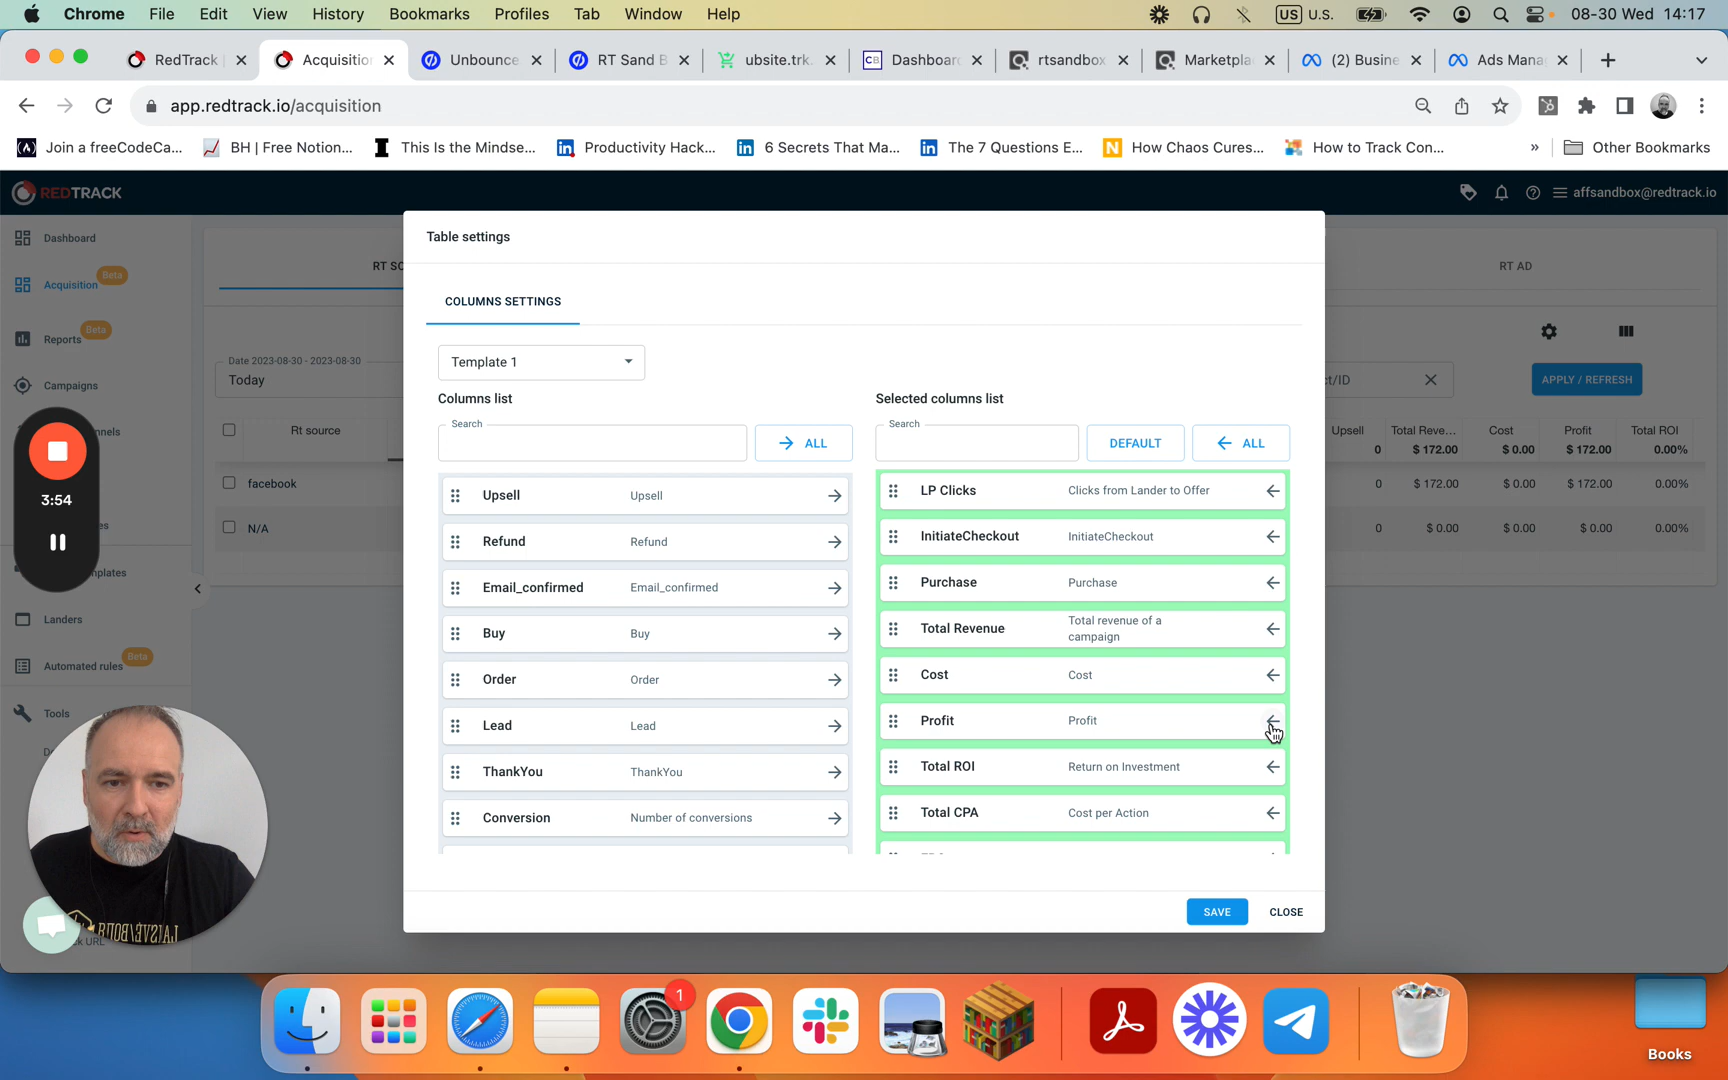 Chrome File Edit View History Bookmarks Profiles Tab Window Help US U.S. 08-30 Wed 14:17
RedTrack Acquisition Unbounce RT Sand B ubsite.trk. CB Dashboard rtsandbox Marketpla (2) Busine Ads Mana
app.redtrack.io/acquisition
Join a freeCodeCa... BH | Free Notion... This Is the Mindse... Productivity Hack... 6 Secrets That Ma... The 7 Questions E... How Chaos Cures... How to Track Con... » Other Bookmarks
REDTRACK affsandbox@redtrack.io
Dashboard
Acquisition Beta
Reports Beta
Campaigns
nnels
3:54
es
mplates
Landers
Automated rules Beta
Tools
D
k URL
RT SO
RT AD
Date 2023-08-30 - 2023-08-30
Today
ct/ID
APPLY / REFRESH
Rt source
Upsell Total Reve... Cost Profit Total ROI
0 $ 172.00 $ 0.00 $ 172.00 0.00%
facebook 0 $ 172.00 $ 0.00 $ 172.00 0.00%
N/A 0 $ 0.00 $ 0.00 $ 0.00 0.00%
Table settings
COLUMNS SETTINGS
Template 1
Columns list
Search
ALL
Upsell Upsell
Refund Refund
Email_confirmed Email_confirmed
Buy Buy
Order Order
Lead Lead
ThankYou ThankYou
Conversion Number of conversions
Selected columns list
Search
DEFAULT
ALL
LP Clicks Clicks from Lander to Offer
InitiateCheckout InitiateCheckout
Purchase Purchase
Total Revenue Total revenue of a
campaign
Cost Cost
Profit Profit
Total ROI Return on Investment
Total CPA Cost per Action
SAVE CLOSE
1
Books